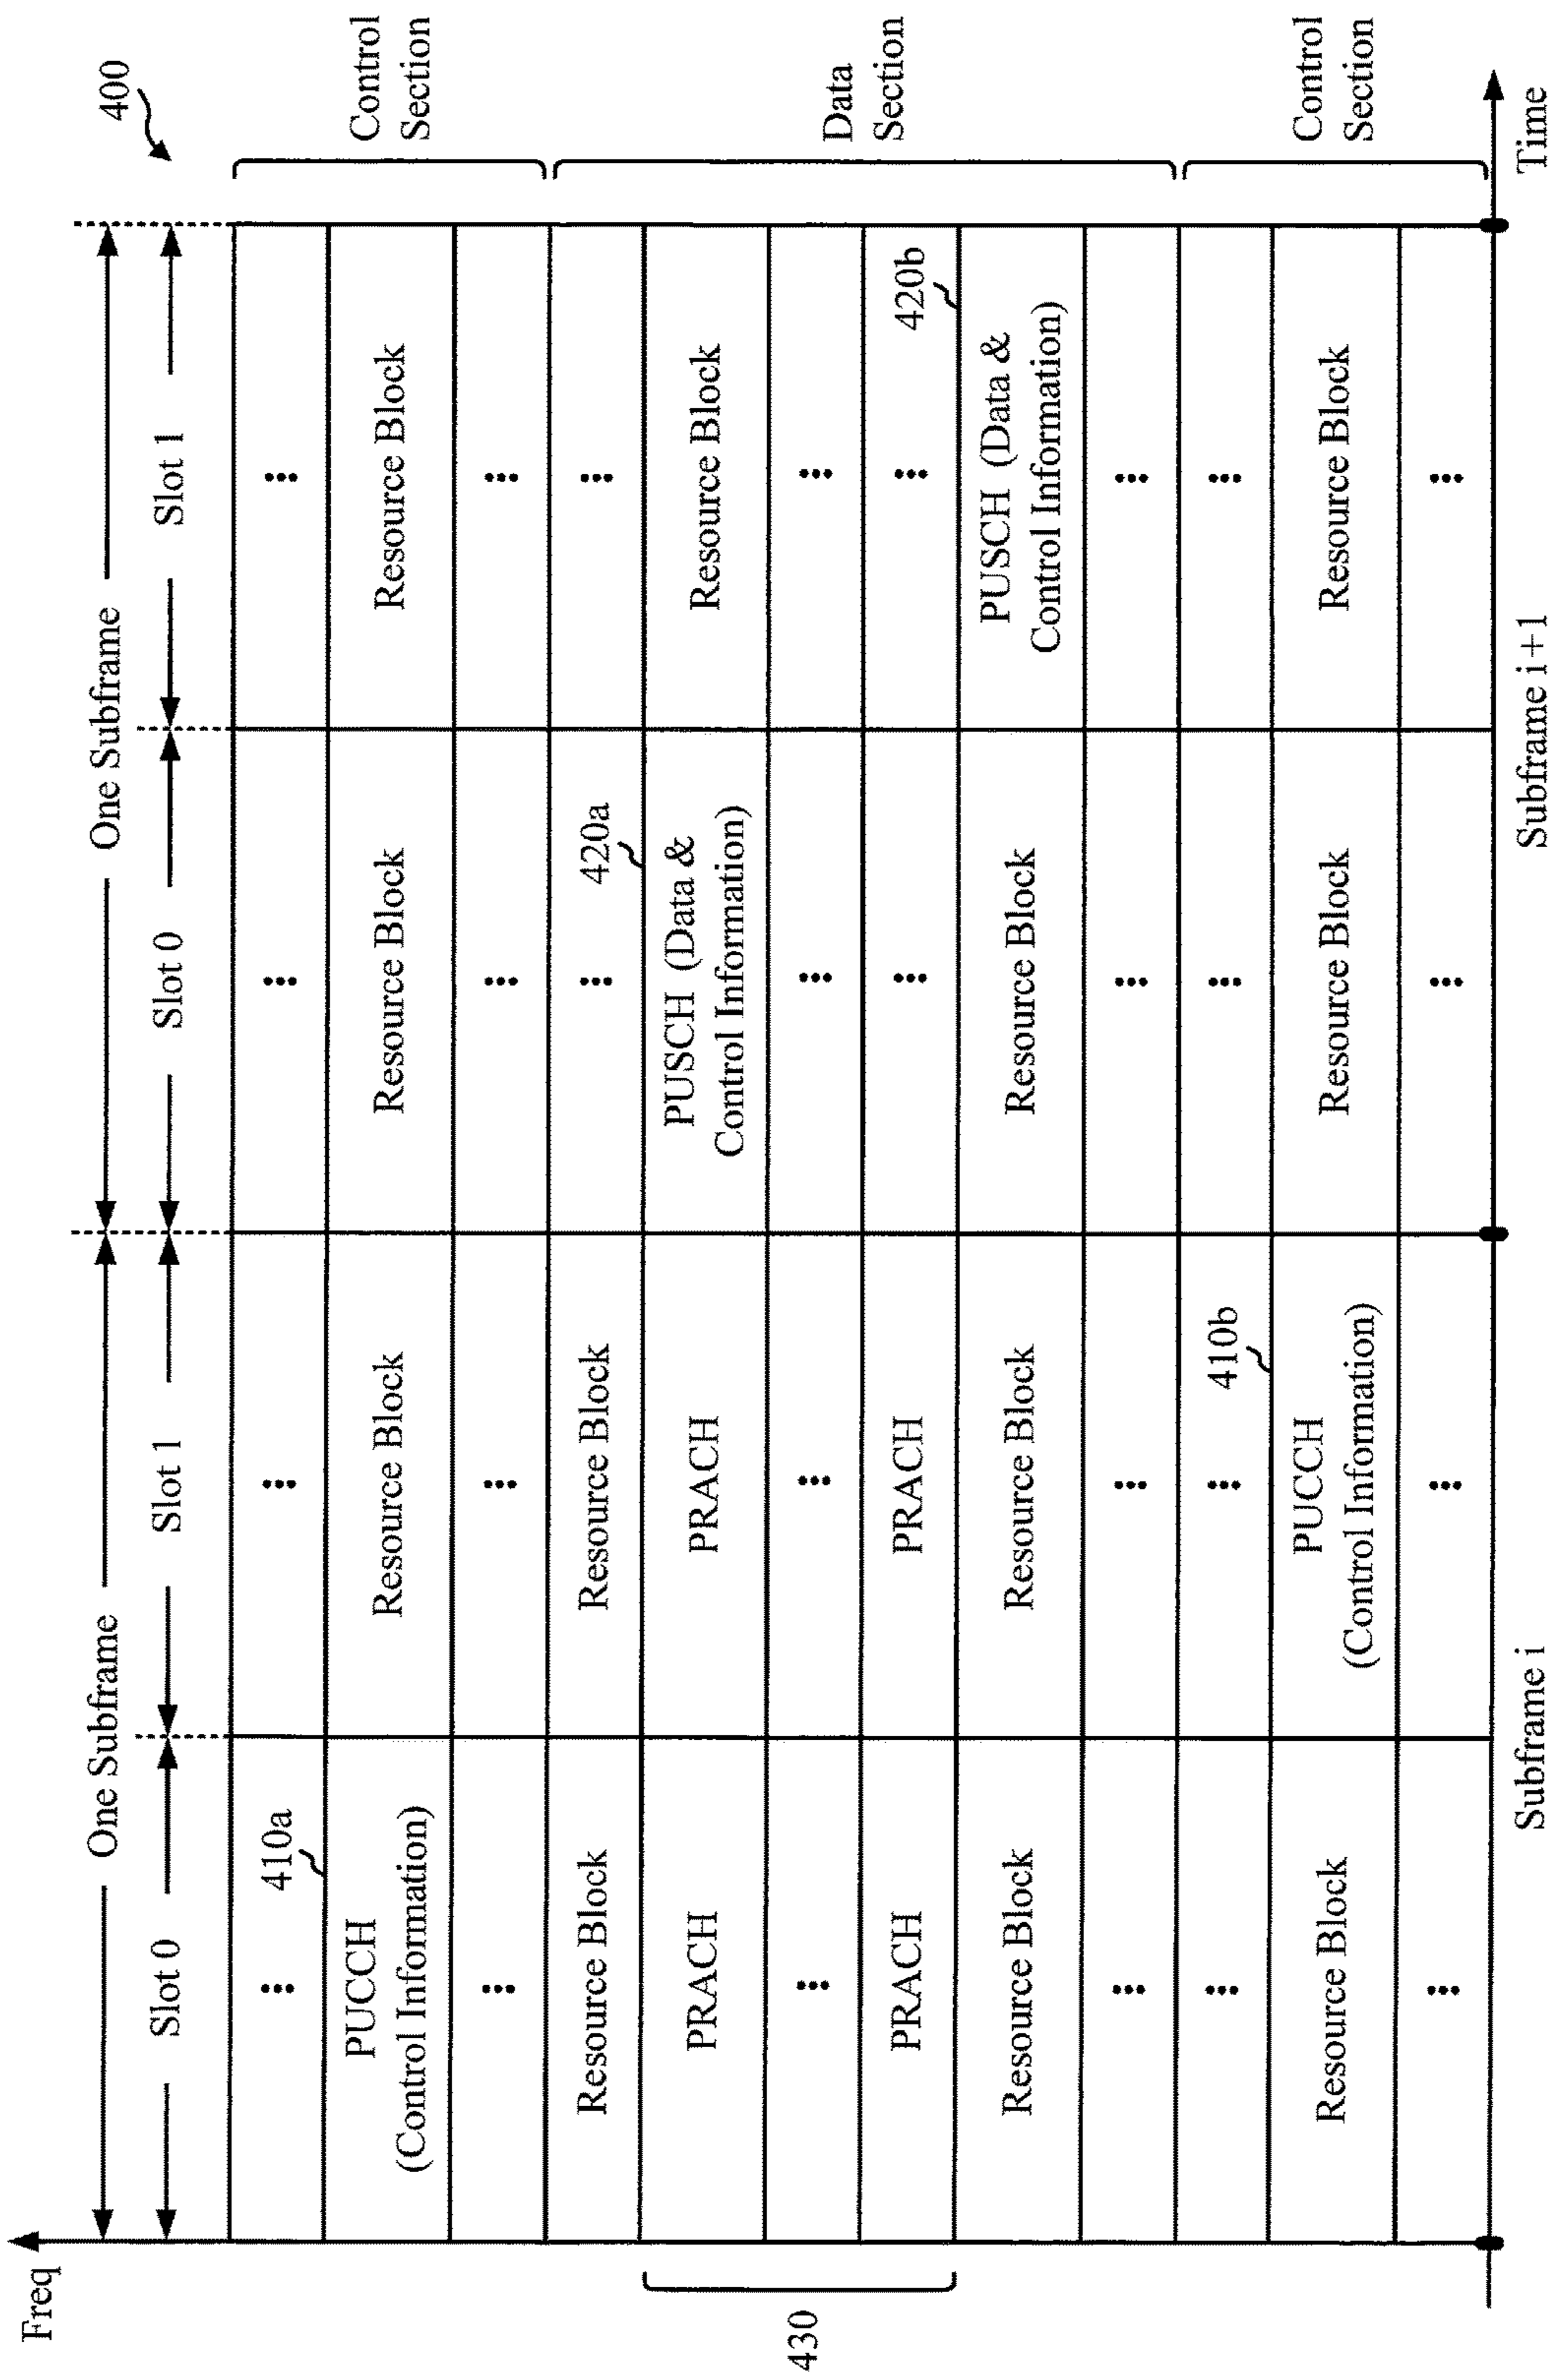 Freq
400
One Subframe
One Subframe
Slot 0
Slot 1
Slot 0
Slot 1
410a
PUCCH
(Control Information)
Resource Block
Resource Block
Resource Block
Control
Section
Resource Block
Resource Block
420a
PRACH
PRACH
PUSCH (Data &
Control Information)
Resource Block
430
Data
Section
PRACH
PRACH
420b
Resource Block
Resource Block
Resource Block
PUSCH (Data &
Control Information)
410b
Resource Block
PUCCH
(Control Information)
Resource Block
Resource Block
Control
Section
Subframe i
Subframe i+1
Time